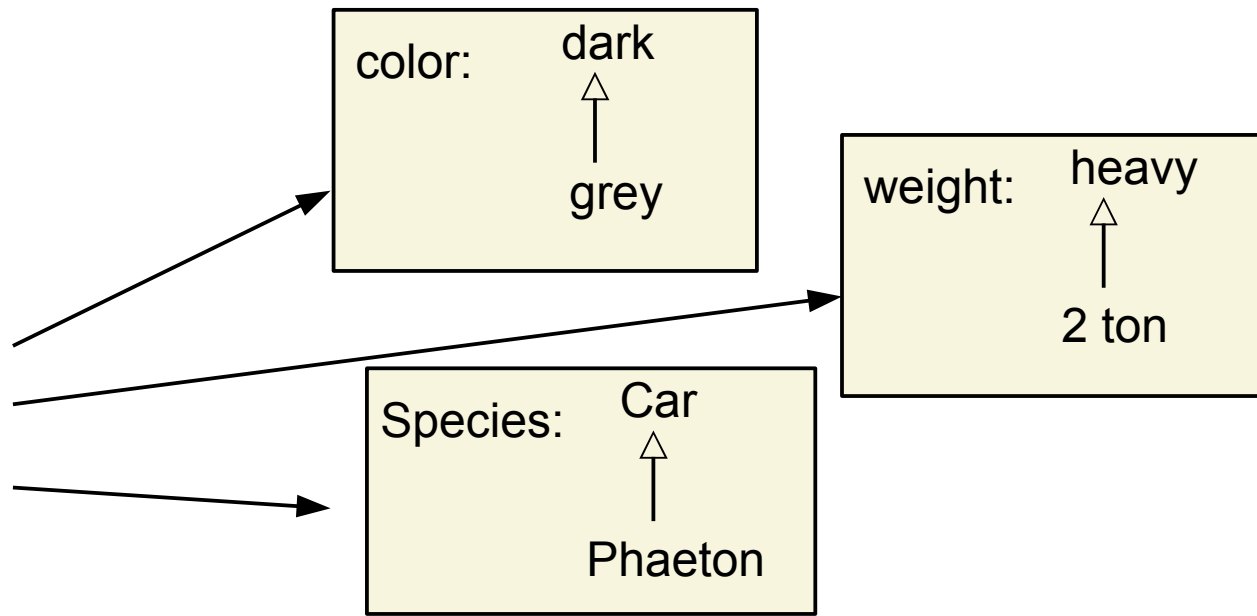 color:
dark
grey
weight:
heavy
2 ton
Species:
Car
Phaeton